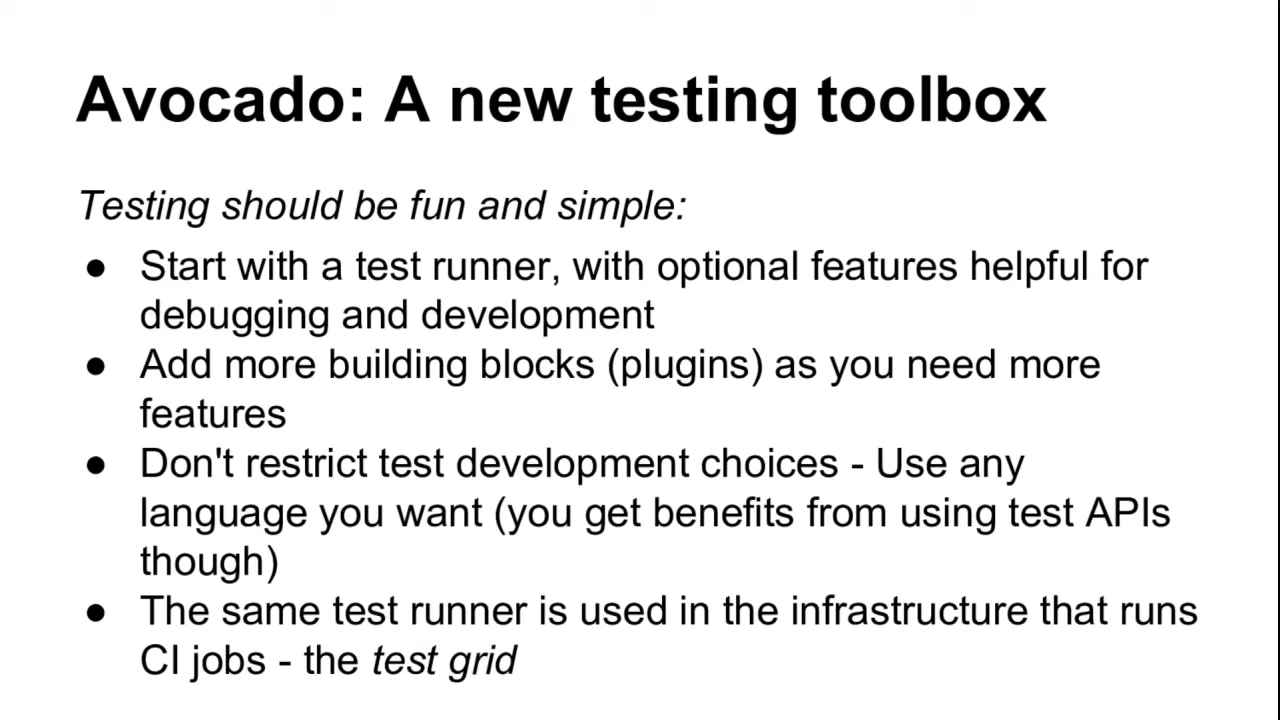 Avocado: A new testing toolbox
Testing should be fun and simple:
● Start with a test runner, with optional features helpful for
debugging and development
● Add more building blocks (plugins) as you need more
features
● Don't restrict test development choices - Use any
language you want (you get benefits from using test APIs
though)
● The same test runner is used in the infrastructure that runs
CI jobs - the test grid